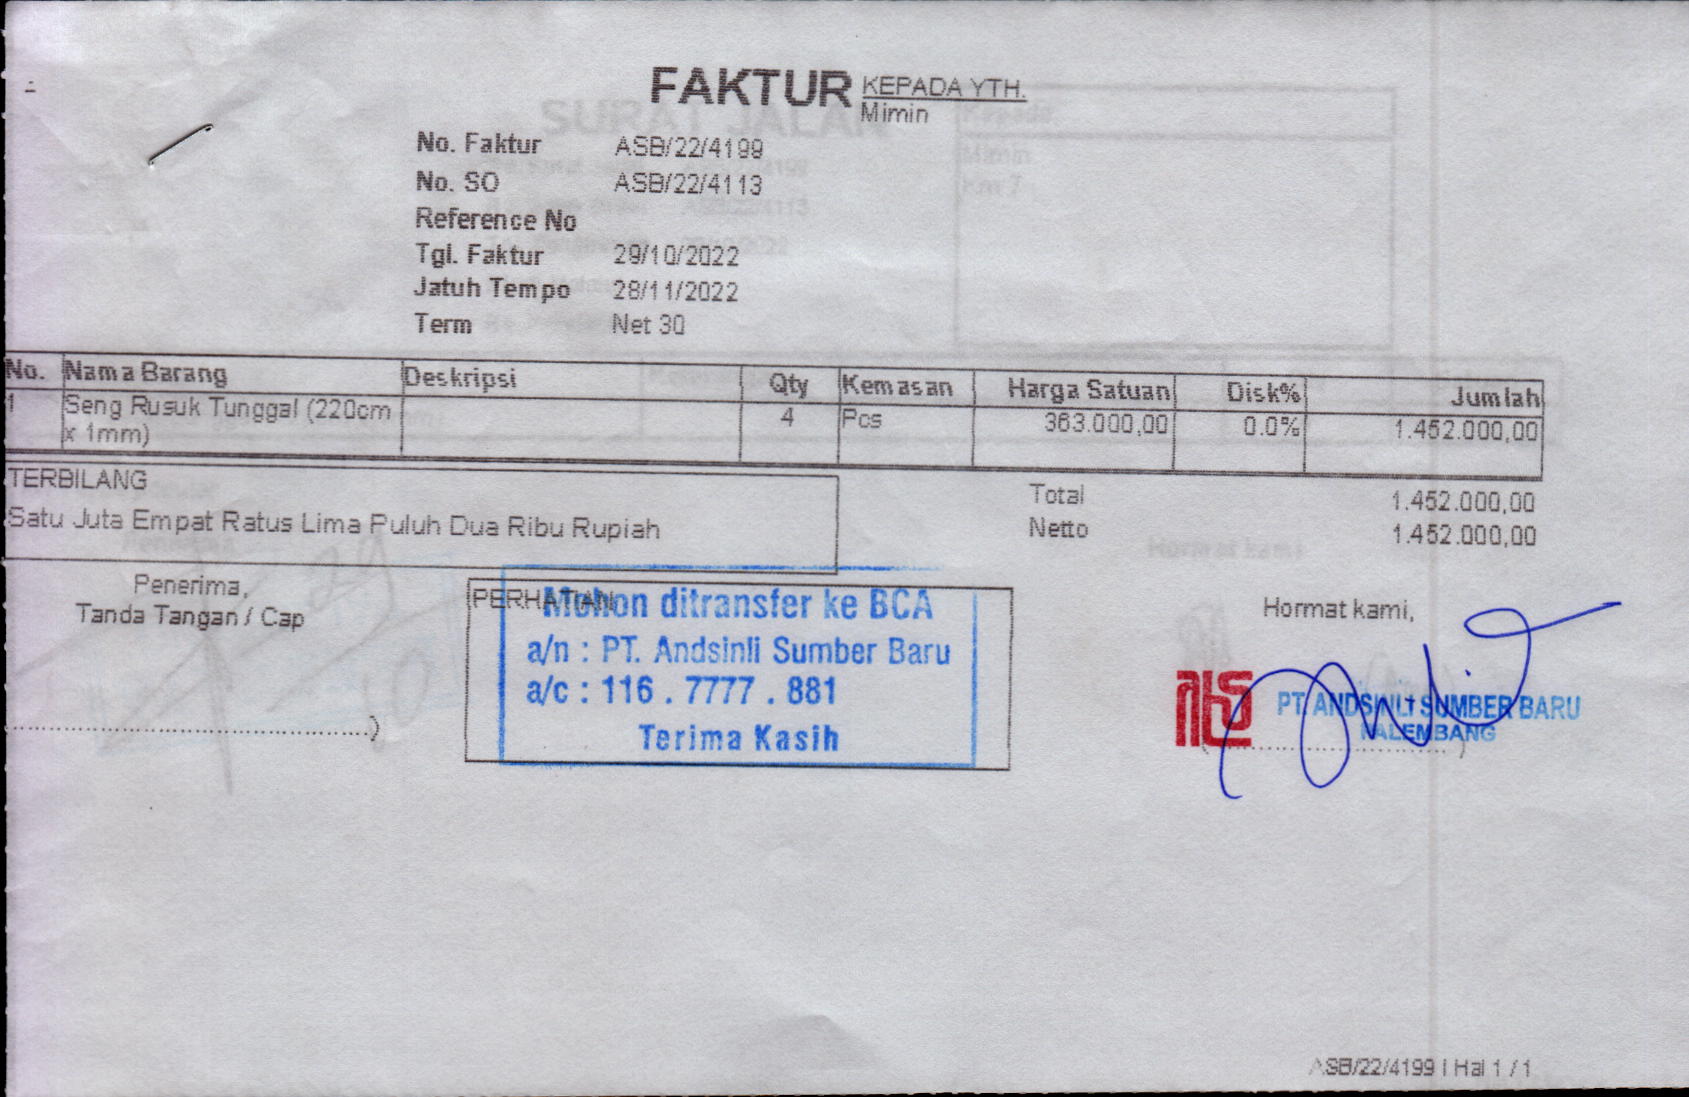 FAKTUR KEPADA YTH.
Mimin
No. Faktur ASB/22/4199
No. SO ASB/22/4113
Reference No
Tgl. Faktur 29/10/2022
Jatuh Tempo 28/11/2022
Term Net 30
No. Nama Barang Deskripsi Qty Kemasan Harga Satuan Disk% Jumlah
1 Seng Rusuk Tunggal (220cm 4 Pcs 363.000,00 0.0% 1.452.000,00
x 1mm)
TERBILANG
Satu Juta Empat Ratus Lima Puluh Dua Ribu Rupiah
Total 1.452.000,00
Netto 1.452.000,00
Penerima,
Tanda Tangan / Cap
PERHATIAN
Mohon ditransfer ke BCA
a/n : PT. Andsinli Sumber Baru
a/c : 116 . 7777 . 881
Terima Kasih
Hormat kami,
PT. ANDSINLI SUMBER BARU
PALEMBANG
ASB/22/4199 | Hal 1 / 1